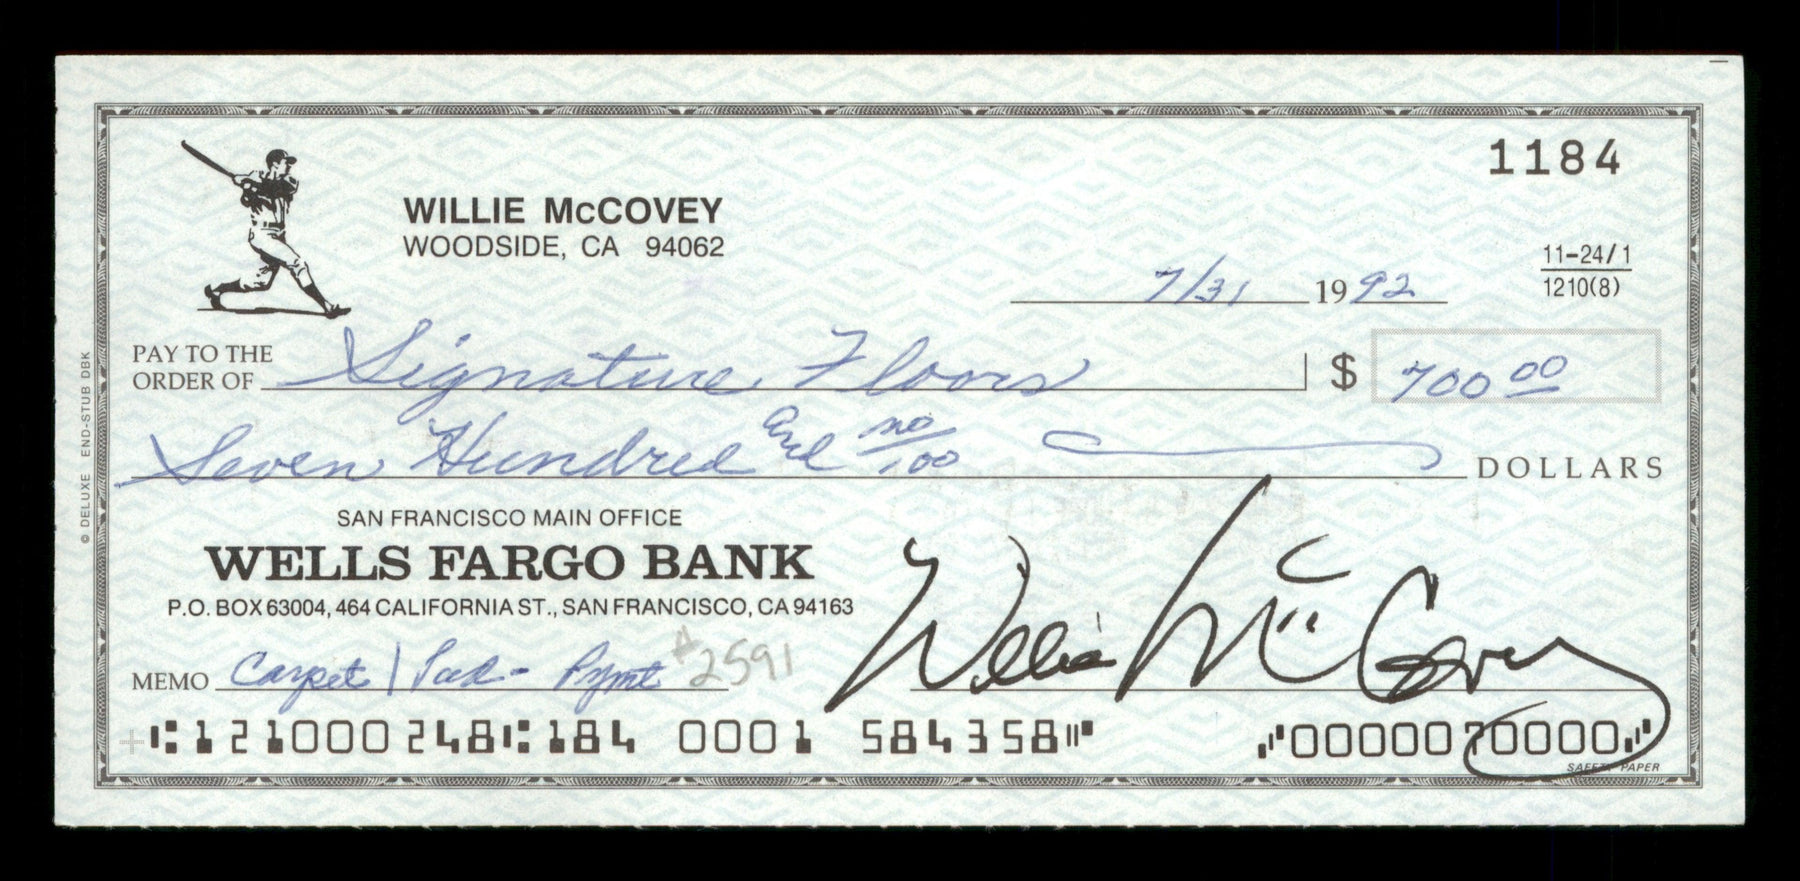 1184
WILLIE McCOVEY
WOODSIDE, CA 94062
11-24/1
1210(8)
7/31 1992
PAY TO THE
ORDER OF Signature Floors $ 700 00
Seven Hundred and no/100 DOLLARS
SAN FRANCISCO MAIN OFFICE
WELLS FARGO BANK
P.O. BOX 63004, 464 CALIFORNIA ST., SAN FRANCISCO, CA 94163
MEMO Carpet / Pad - Pymt #2591
Willie McCovey
⑆121000248⑆1184 0001 584358⑈ ⑈0000070000⑈
SAFETY PAPER
© DELUXE END-STUB DBK